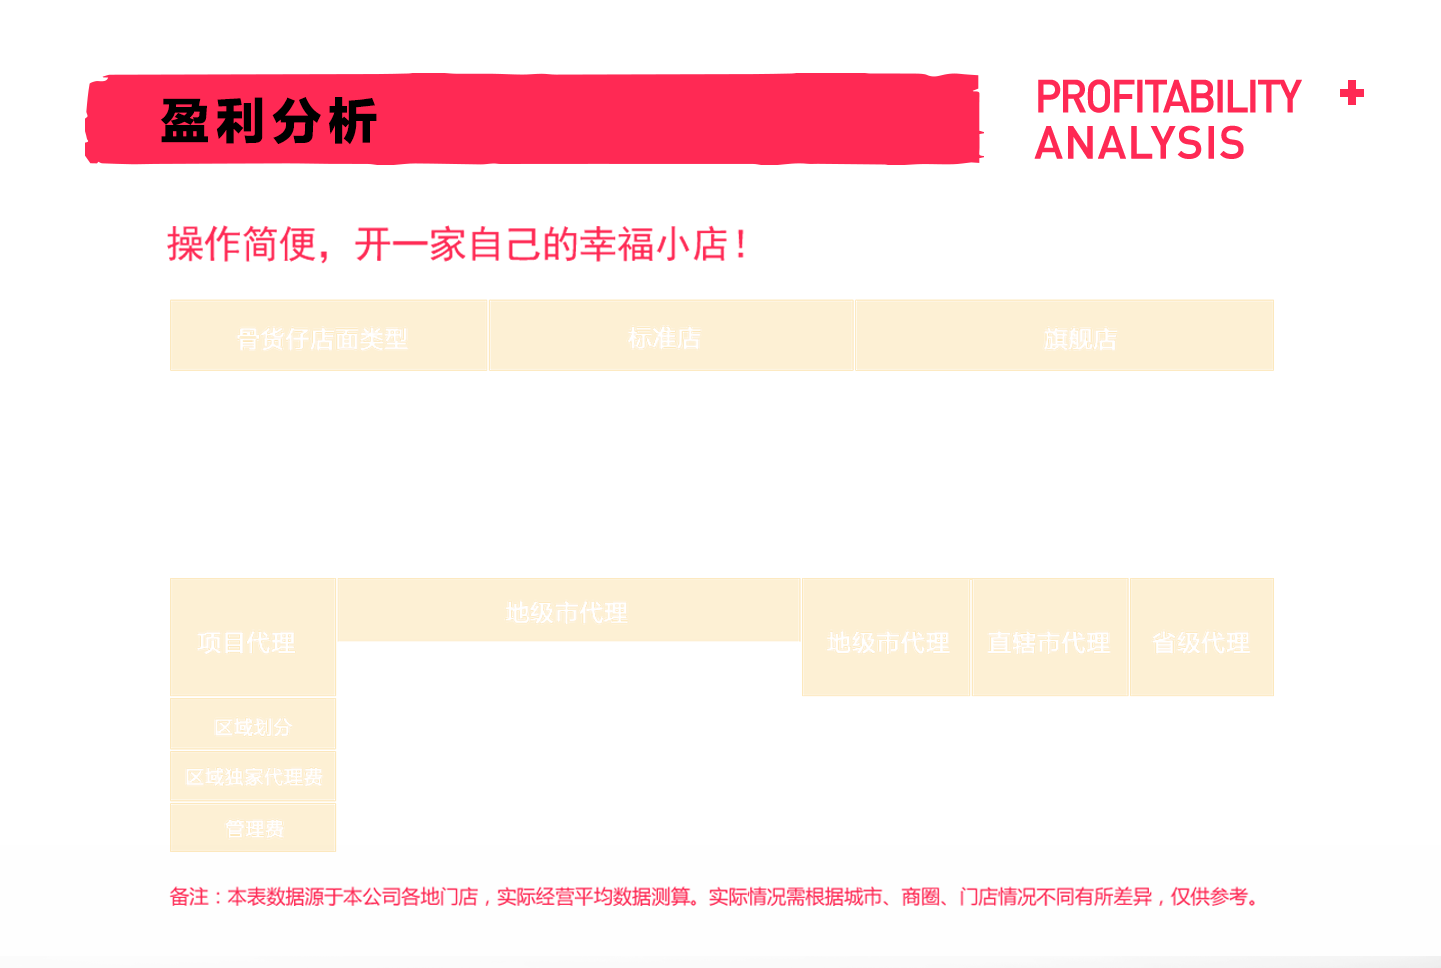 盈利分析
PROFITABILITY
ANALYSIS
操作简便，开一家自己的幸福小店！
骨货仔店面类型 标准店 旗舰店
项目代理 地级市代理 地级市代理 直辖市代理 省级代理
区域划分
区域独家代理费
管理费
备注：本表数据源于本公司各地门店，实际经营平均数据测算。实际情况需根据城市、商圈、门店情况不同有所差异，仅供参考。